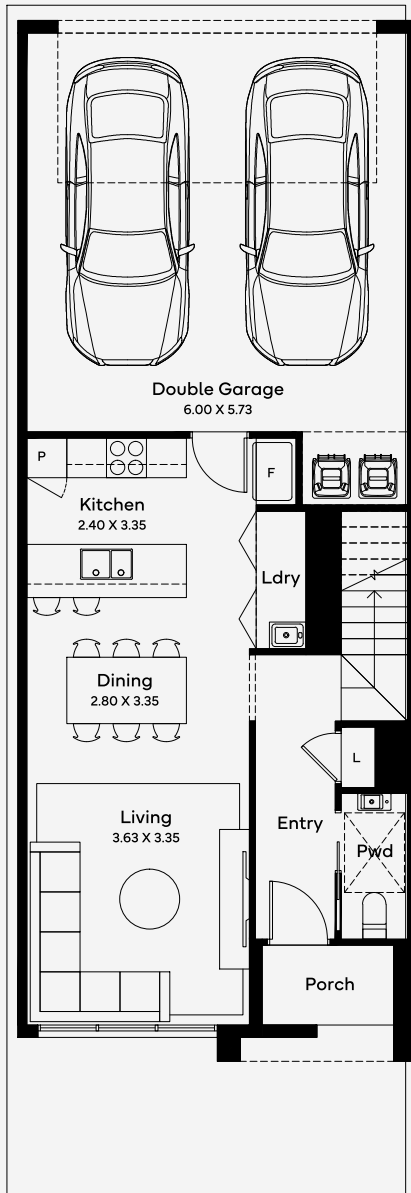 Double Garage
6.00 X 5.73
P
F
Kitchen
2.40 X 3.35
Ldry
Dining
2.80 X 3.35
L
Living
3.63 X 3.35
Entry
Pwd
Porch